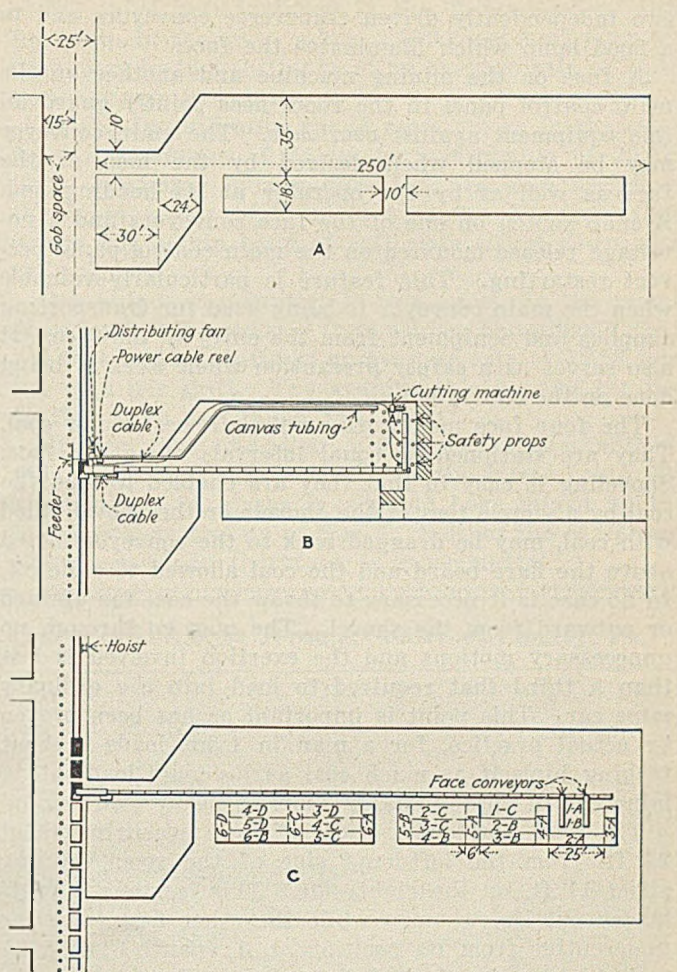 25'
15'
10'
35'
250'
Gob space
24
18'
10'
30'
A
Distributing fan
Power cable reel
Cutting machine
Duplex
cable
Canvas tubing
A
Safety props
Feeder
Duplex
cable
B
Hoist
Face conveyors
6-D 4-D 6-C 3-D 6-A 5-B 2-C 5-A 1-C 4-A 1-A 3-A
5-D 4-C 3-C 2-B 1-B
6-B 5-C 4-B 3-B 2-A
6' 25'
C